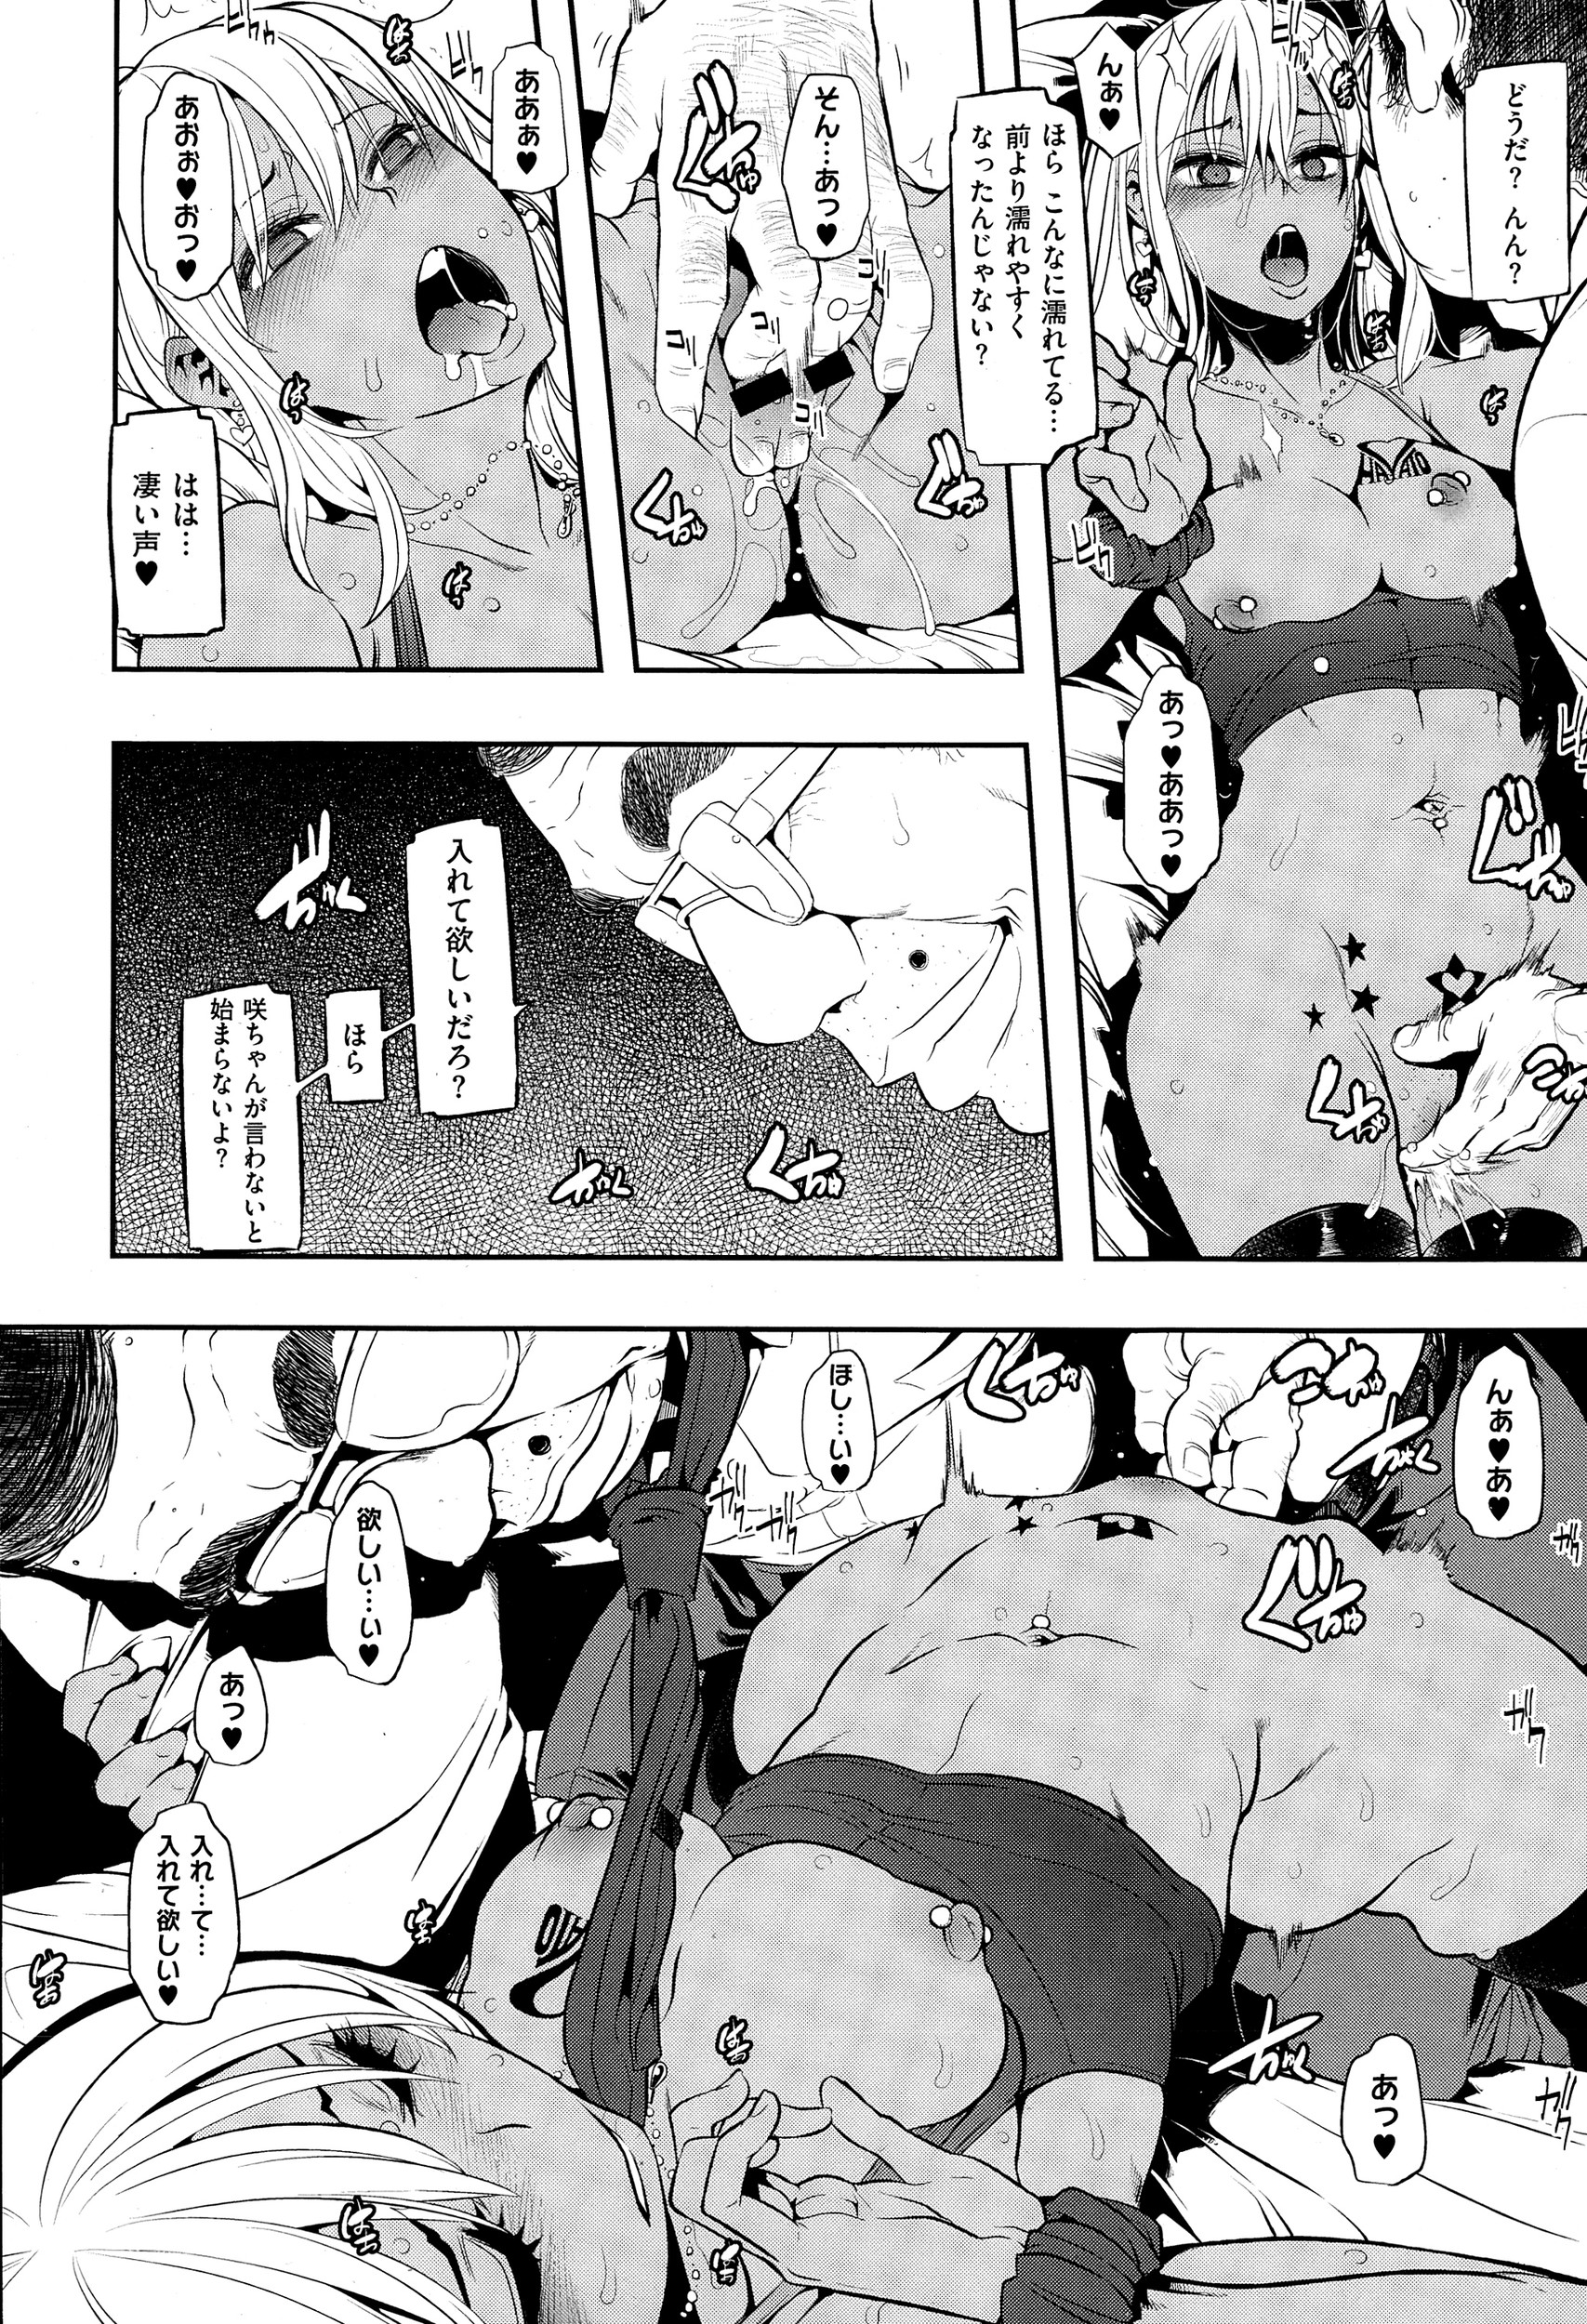 どうだ? んん?
んぁ♥
ほら こんなに濡れてる…
前より濡れやすく
なったんじゃない?
あっ♥ああっ♥
そん…あっ♥
あぁぁ♥
あおぉ♥おっ♥
はは…
凄い声♥
入れて欲しいだろ?
ほら
咲ちゃんが言わないと
始まらないよ?
んぁ♥あ♥
ほし…い♥
欲しい…い♥
あっ♥
入れ…て…
入れて欲しい♥
あっ♥